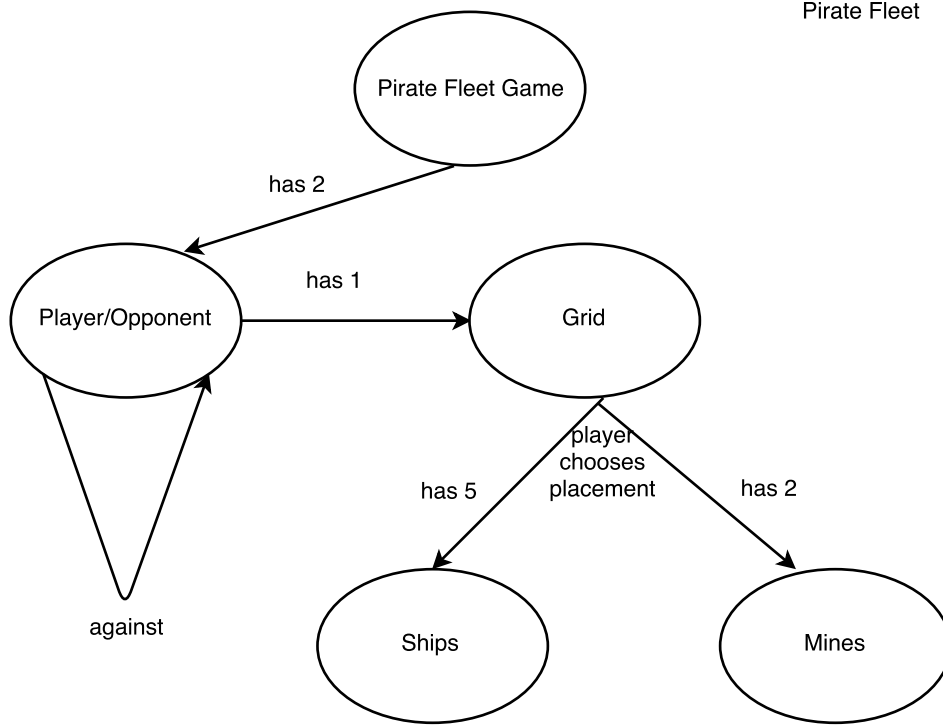 Pirate Fleet
Pirate Fleet Game
has 2
has 1
Player/Opponent
Grid
player
chooses
placement
has 5
has 2
against
Ships
Mines